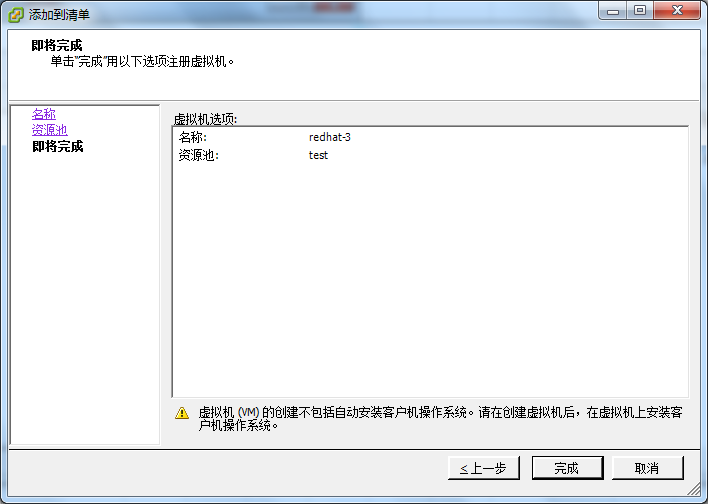 添加到清单
即将完成
单击“完成”用以下选项注册虚拟机。
名称
资源池
即将完成
虚拟机选项:
名称: redhat-3
资源池: test
虚拟机 (VM) 的创建不包括自动安装客户机操作系统。请在创建虚拟机后，在虚拟机上安装客
户机操作系统。
≤上一步 完成 取消